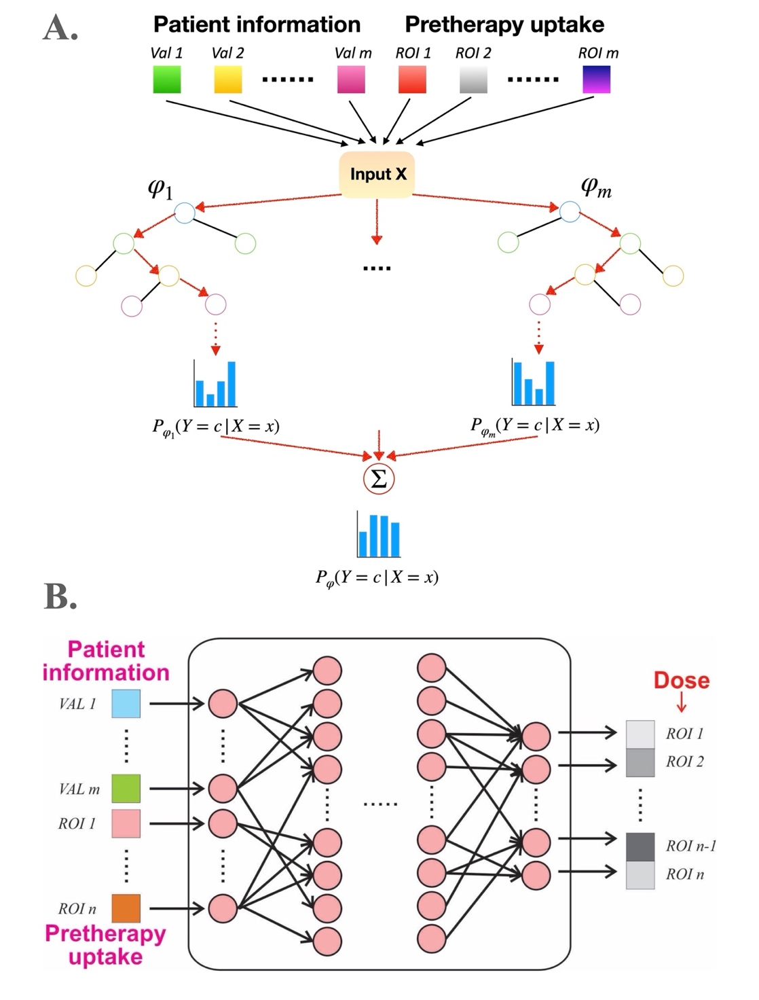 A.
Patient information Pretherapy uptake
Val 1 Val 2 ...... Val m ROI 1 ROI 2 ...... ROI m
Input X
φ1 φm
....
Pφ1(Y = c|X = x) Pφm(Y = c|X = x)
Σ
Pφ(Y = c|X = x)
B.
Patient
information
Dose
VAL 1
ROI 1
ROI 2
VAL m
ROI 1
.....
ROI n-1
ROI n
ROI n
Pretherapy
uptake